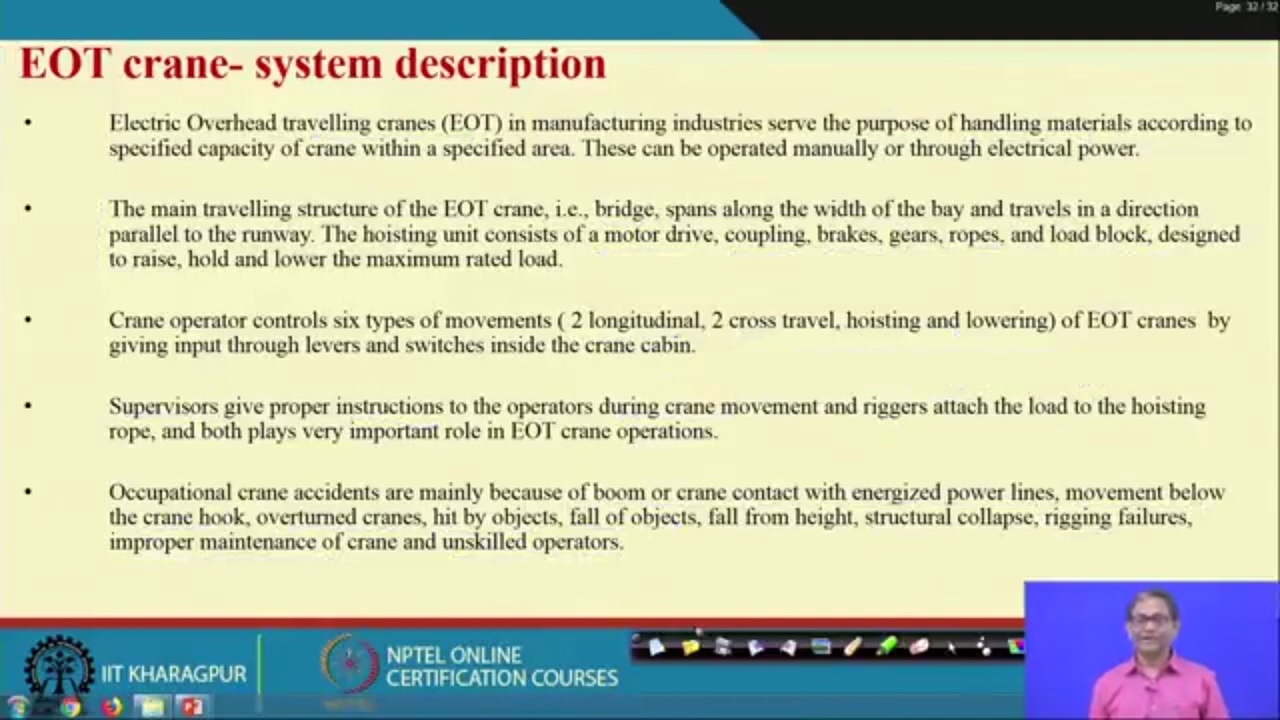 Page: 32 / 32
EOT crane- system description
• Electric Overhead travelling cranes (EOT) in manufacturing industries serve the purpose of handling materials according to
specified capacity of crane within a specified area. These can be operated manually or through electrical power.
• The main travelling structure of the EOT crane, i.e., bridge, spans along the width of the bay and travels in a direction
parallel to the runway. The hoisting unit consists of a motor drive, coupling, brakes, gears, ropes, and load block, designed
to raise, hold and lower the maximum rated load.
• Crane operator controls six types of movements ( 2 longitudinal, 2 cross travel, hoisting and lowering) of EOT cranes by
giving input through levers and switches inside the crane cabin.
• Supervisors give proper instructions to the operators during crane movement and riggers attach the load to the hoisting
rope, and both plays very important role in EOT crane operations.
• Occupational crane accidents are mainly because of boom or crane contact with energized power lines, movement below
the crane hook, overturned cranes, hit by objects, fall of objects, fall from height, structural collapse, rigging failures,
improper maintenance of crane and unskilled operators.
IIT KHARAGPUR
NPTEL ONLINE
CERTIFICATION COURSES